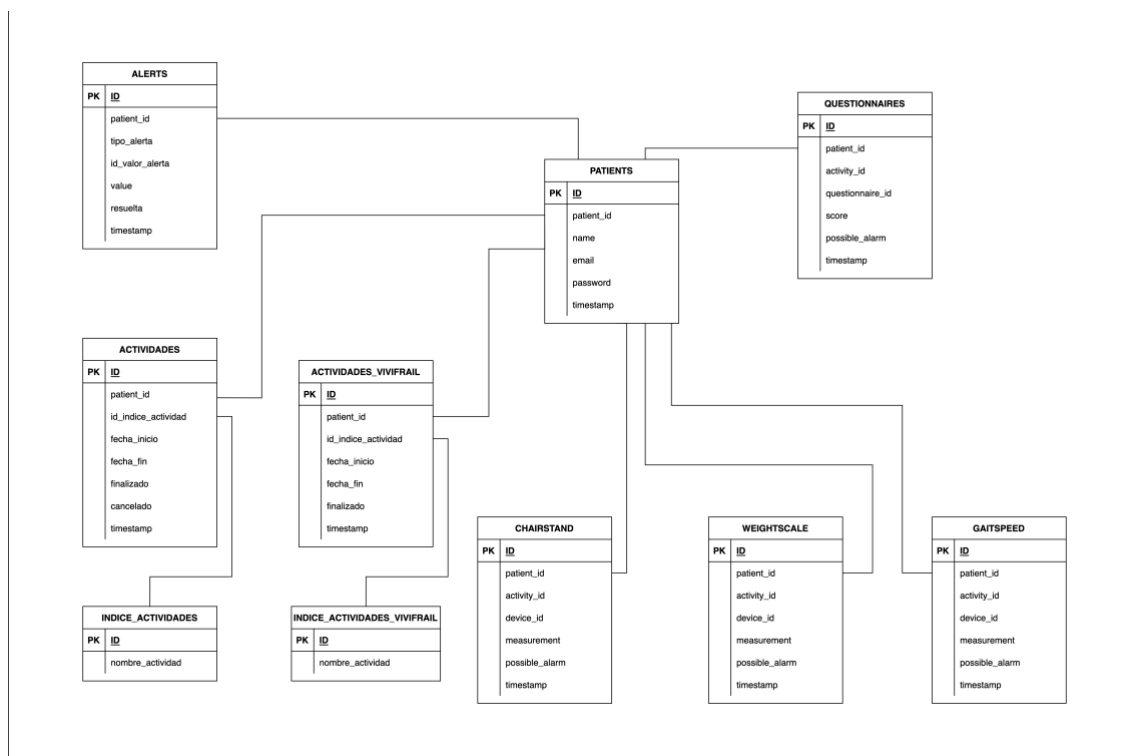 ALERTS
PK ID
patient_id
tipo_alerta
id_valor_alerta
value
resuelta
timestamp
QUESTIONNAIRES
PK ID
patient_id
activity_id
questionnaire_id
score
possible_alarm
timestamp
PATIENTS
PK ID
patient_id
name
email
password
timestamp
ACTIVIDADES
PK ID
patient_id
id_indice_actividad
fecha_inicio
fecha_fin
finalizado
cancelado
timestamp
ACTIVIDADES_VIVIFRAIL
PK ID
patient_id
id_indice_actividad
fecha_inicio
fecha_fin
finalizado
timestamp
CHAIRSTAND
PK ID
patient_id
activity_id
device_id
measurement
possible_alarm
timestamp
WEIGHTSCALE
PK ID
patient_id
activity_id
device_id
measurement
possible_alarm
timestamp
GAITSPEED
PK ID
patient_id
activity_id
device_id
measurement
possible_alarm
timestamp
INDICE_ACTIVIDADES
PK ID
nombre_actividad
INDICE_ACTIVIDADES_VIVIFRAIL
PK ID
nombre_actividad